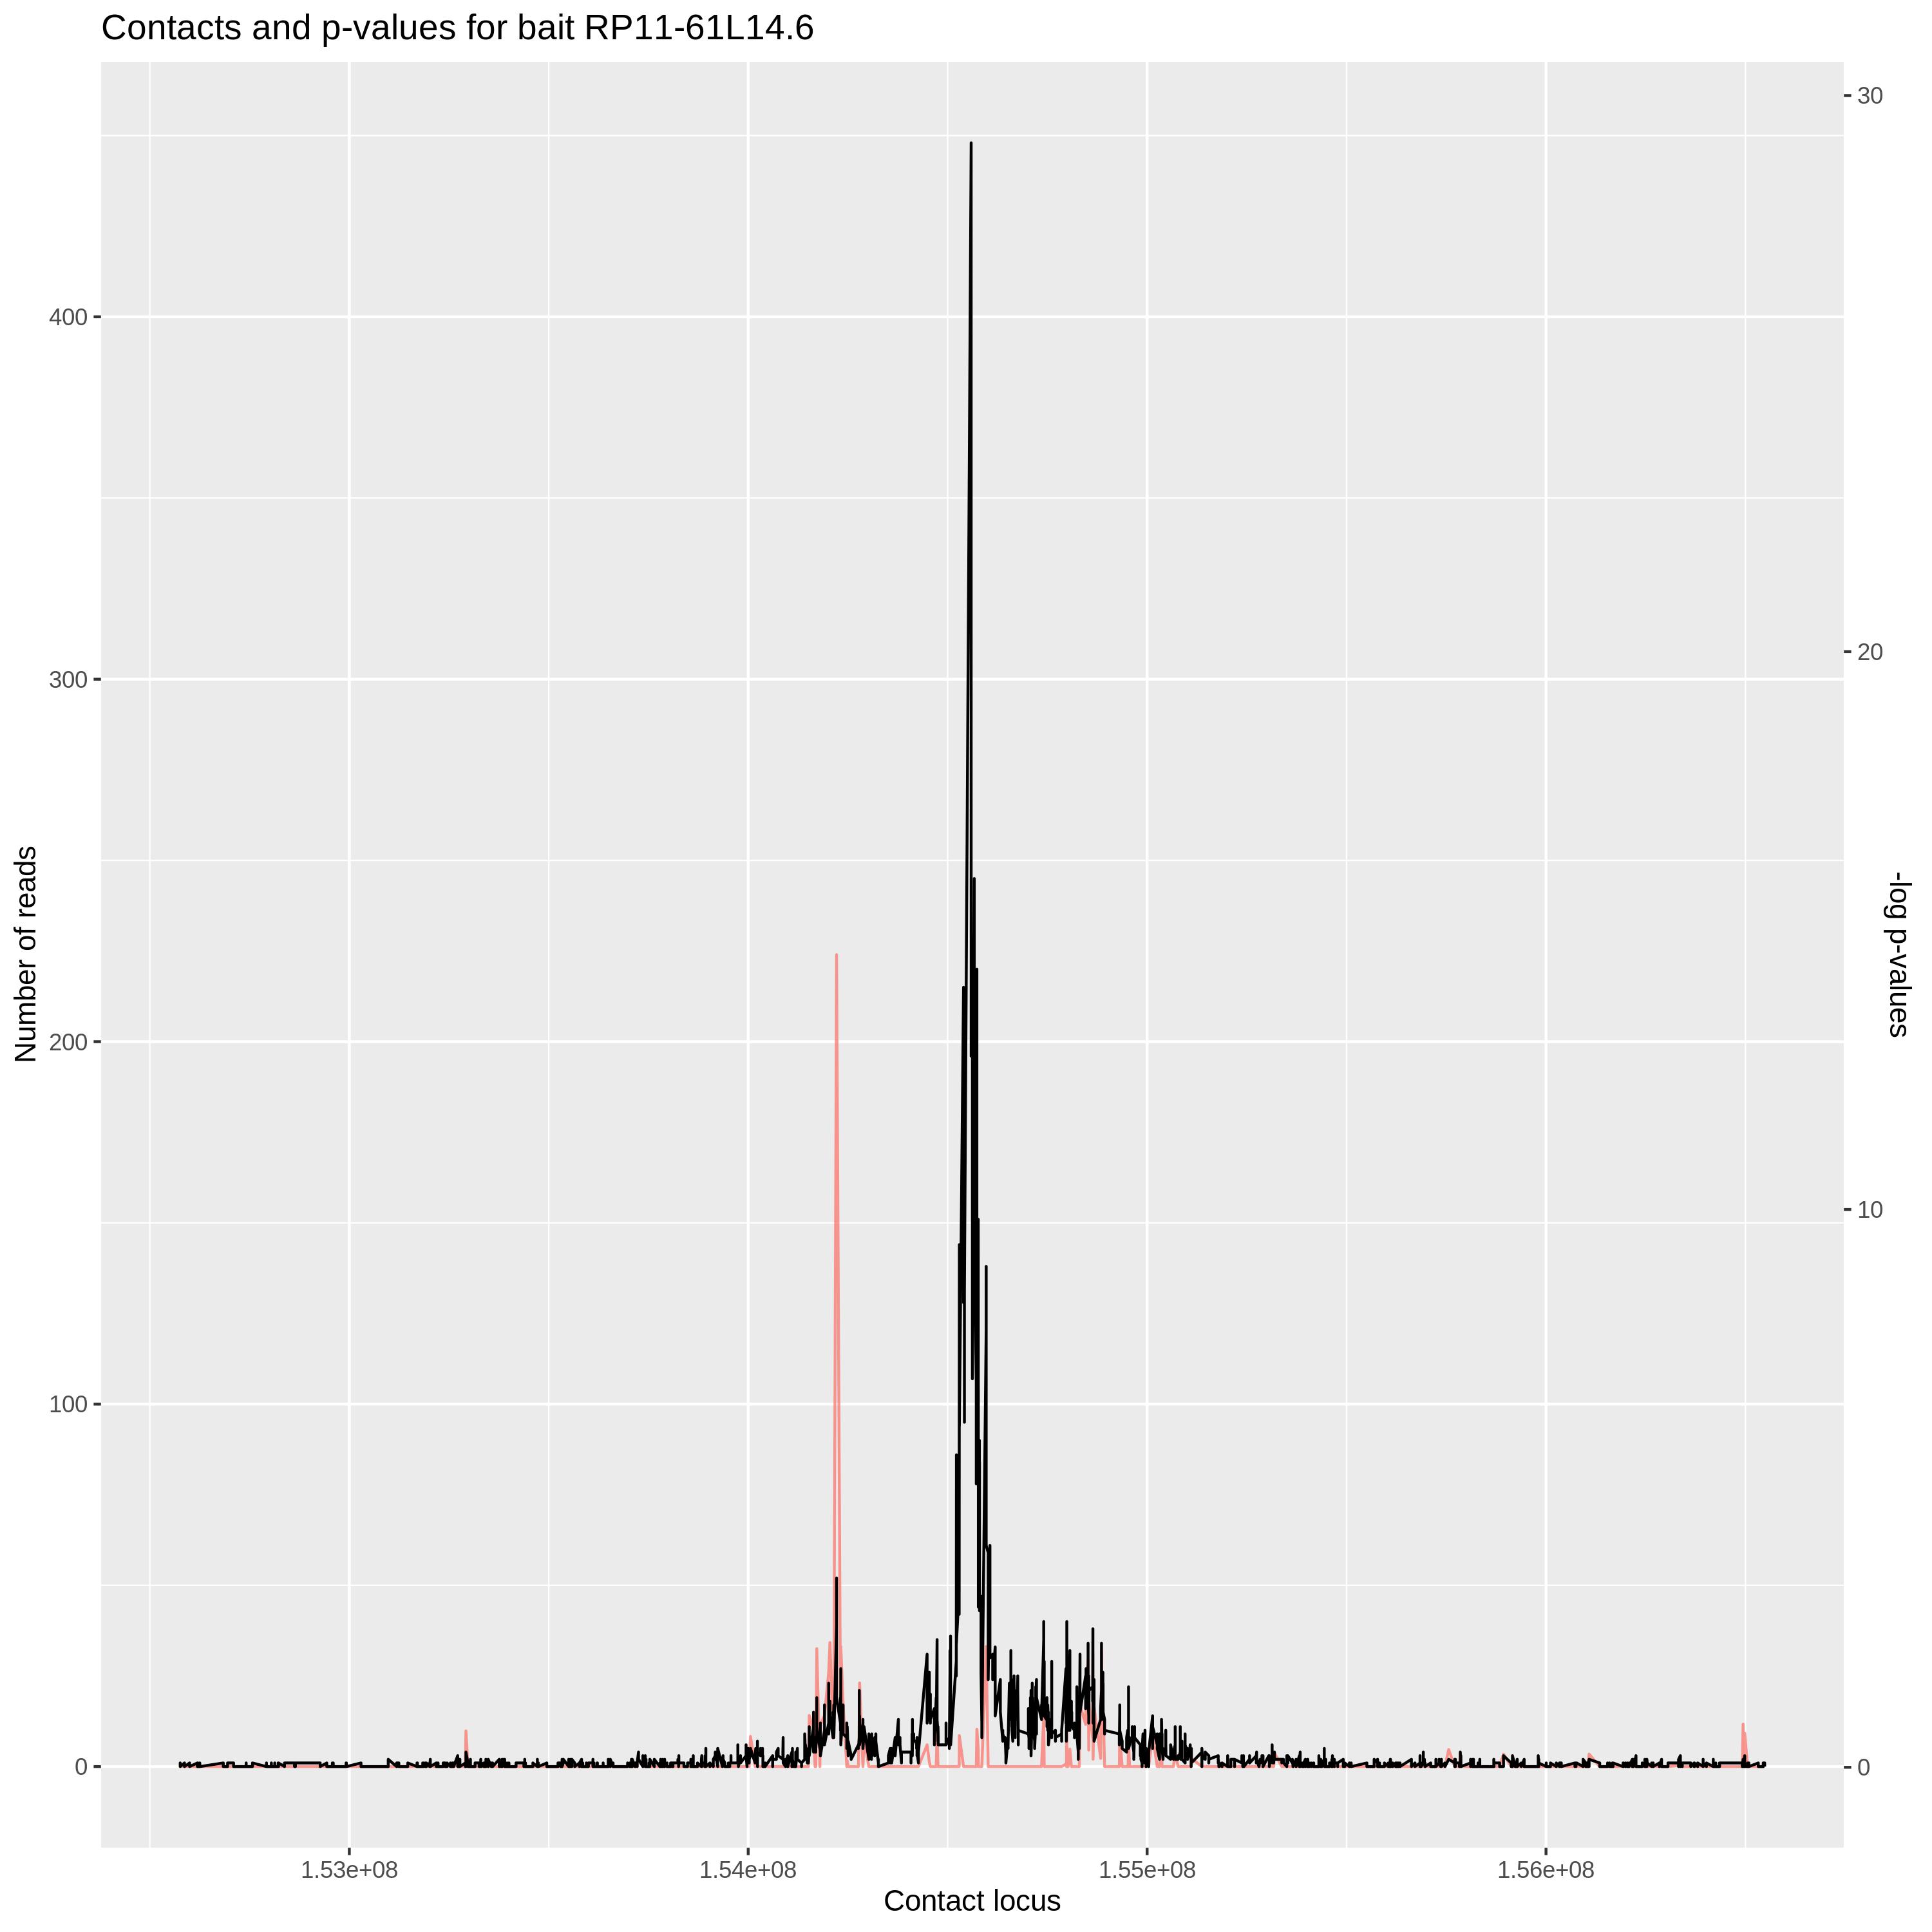 Contacts and p-values for bait RP11-61L14.6
30
400
20
300
Number of reads
-log p-values
200
10
100
0
0
1.53e+08
1.54e+08
1.55e+08
1.56e+08
Contact locus